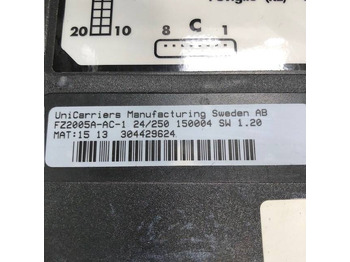 20
10
C
8
1
UniCarriers Manufacturing Sweden AB
FZ2005A-AC-1 24/250 150004 SW 1.20
MAT:15 13 304429624